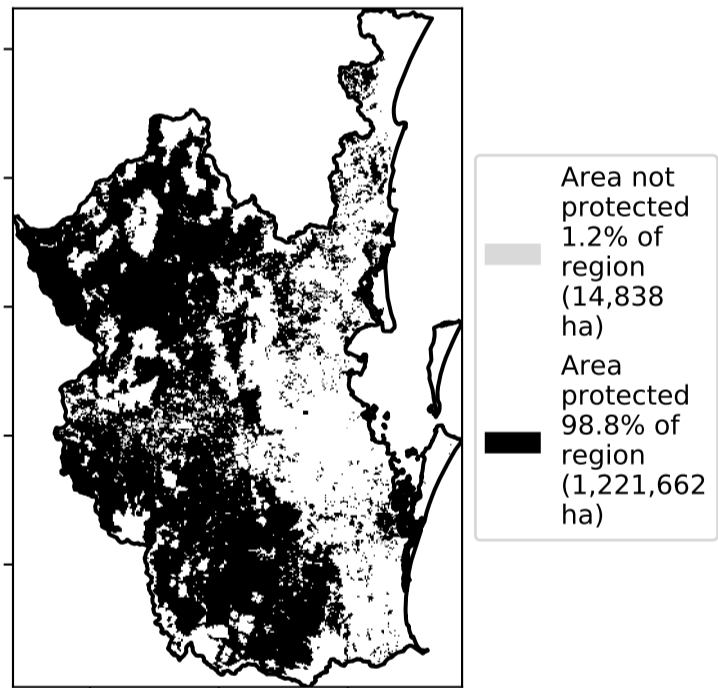 Area not
protected
1.2% of
region
(14,838
ha)
Area
protected
98.8% of
region
(1,221,662
ha)